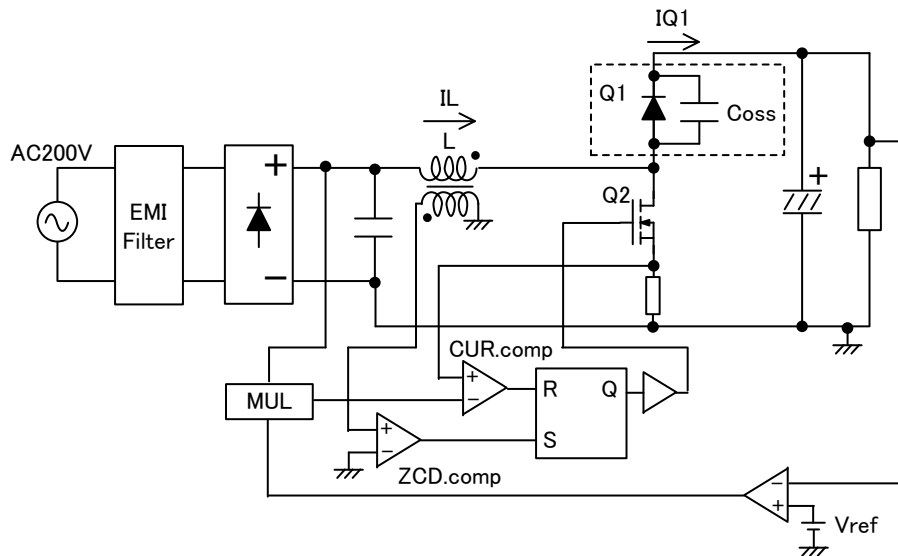 IQ1
Q1
Coss
IL
L
AC200V
+
+
EMI
Filter
Q2
−
CUR.comp
+
−
R
Q
MUL
S
+
−
ZCD.comp
−
+
Vref